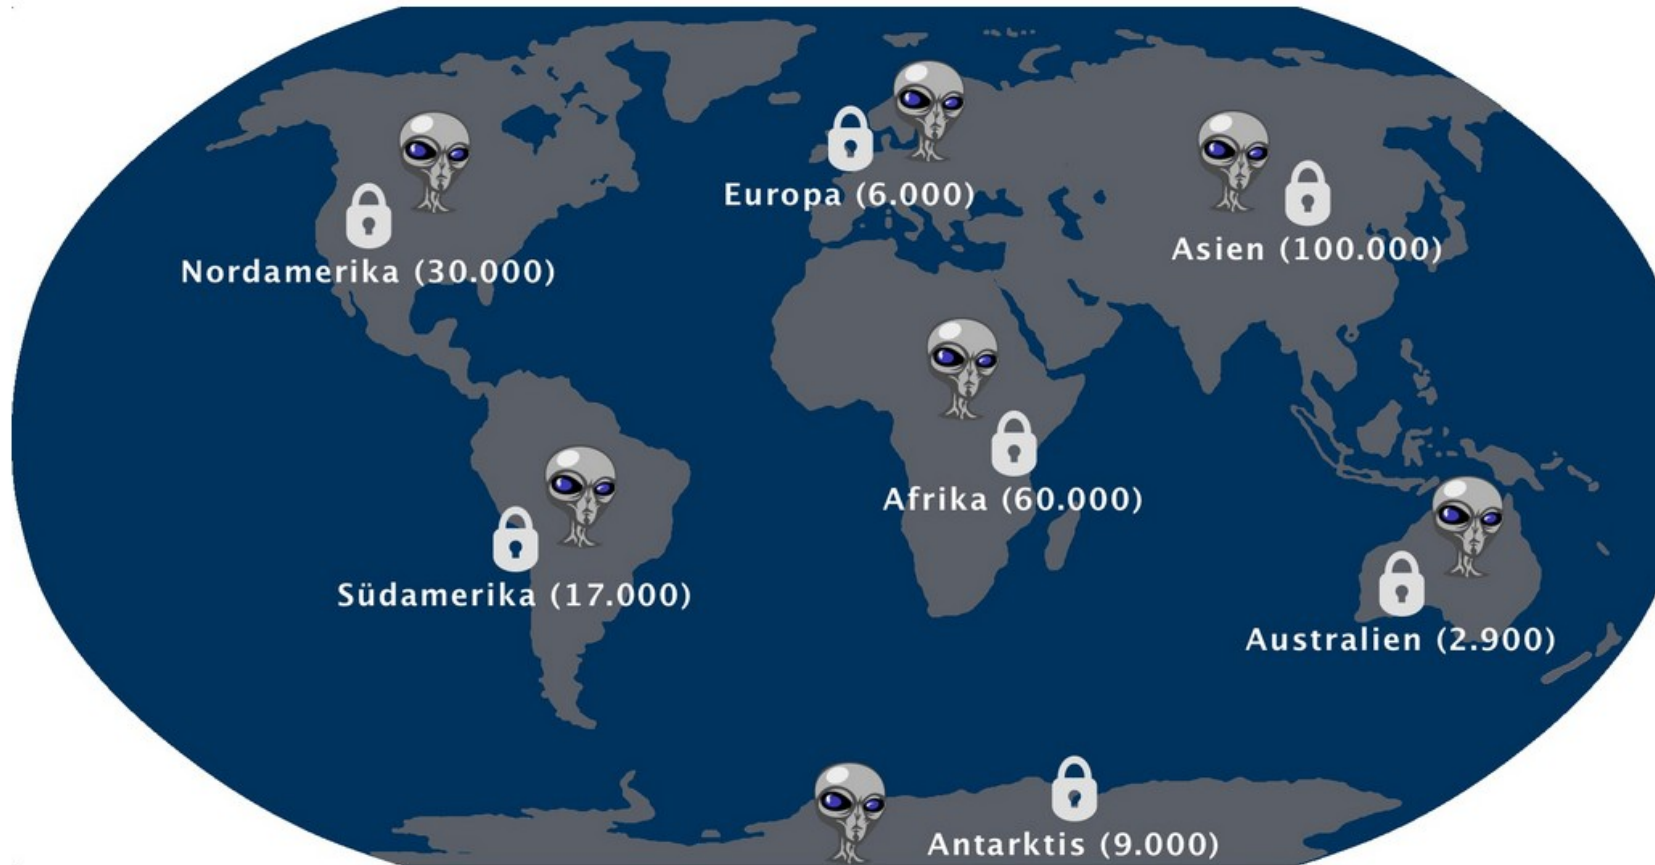 Europa (6.000)
Asien (100.000)
Nordamerika (30.000)
Afrika (60.000)
Südamerika (17.000)
Australien (2.900)
Antarktis (9.000)